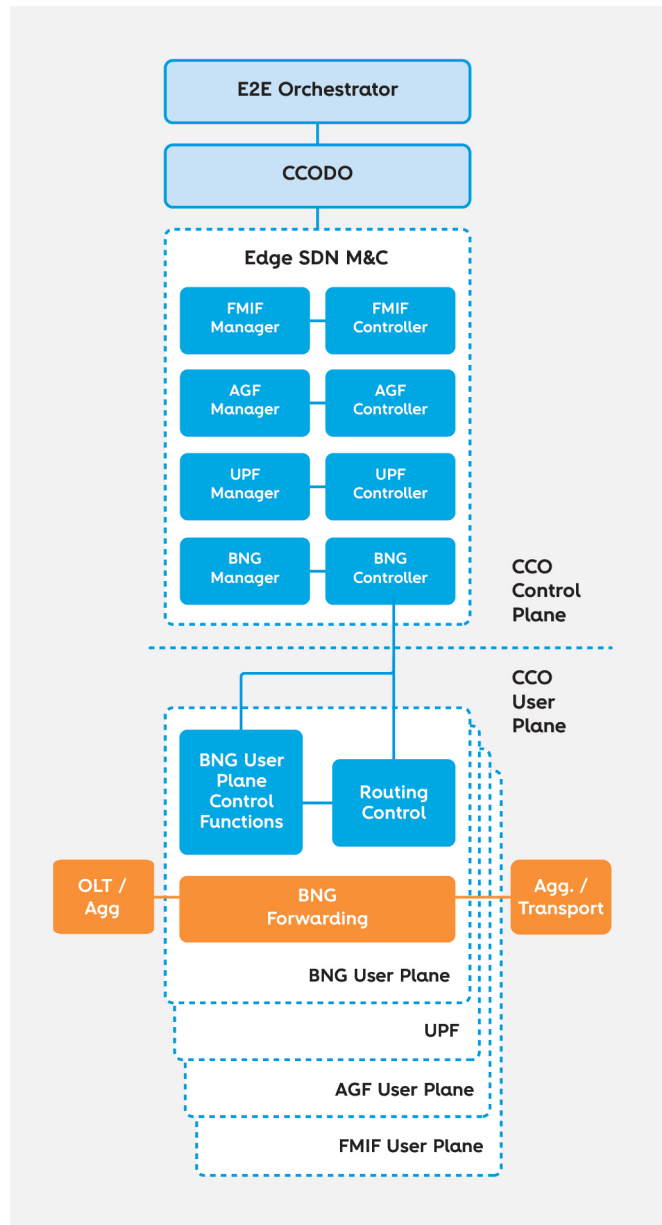 E2E Orchestrator
CCODO
Edge SDN M&C
FMIF
Manager
FMIF
Controller
AGF
Manager
AGF
Controller
UPF
Manager
UPF
Controller
BNG
Manager
BNG
Controller
CCO
Control
Plane
CCO
User
Plane
BNG User
Plane
Control
Functions
Routing
Control
OLT /
Agg
BNG
Forwarding
Agg. /
Transport
BNG User Plane
UPF
AGF User Plane
FMIF User Plane